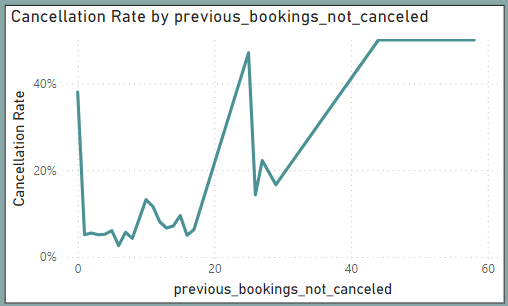 Cancellation Rate by previous_bookings_not_canceled
Cancellation Rate
40%
20%
0%
0 20 40 60
previous_bookings_not_canceled